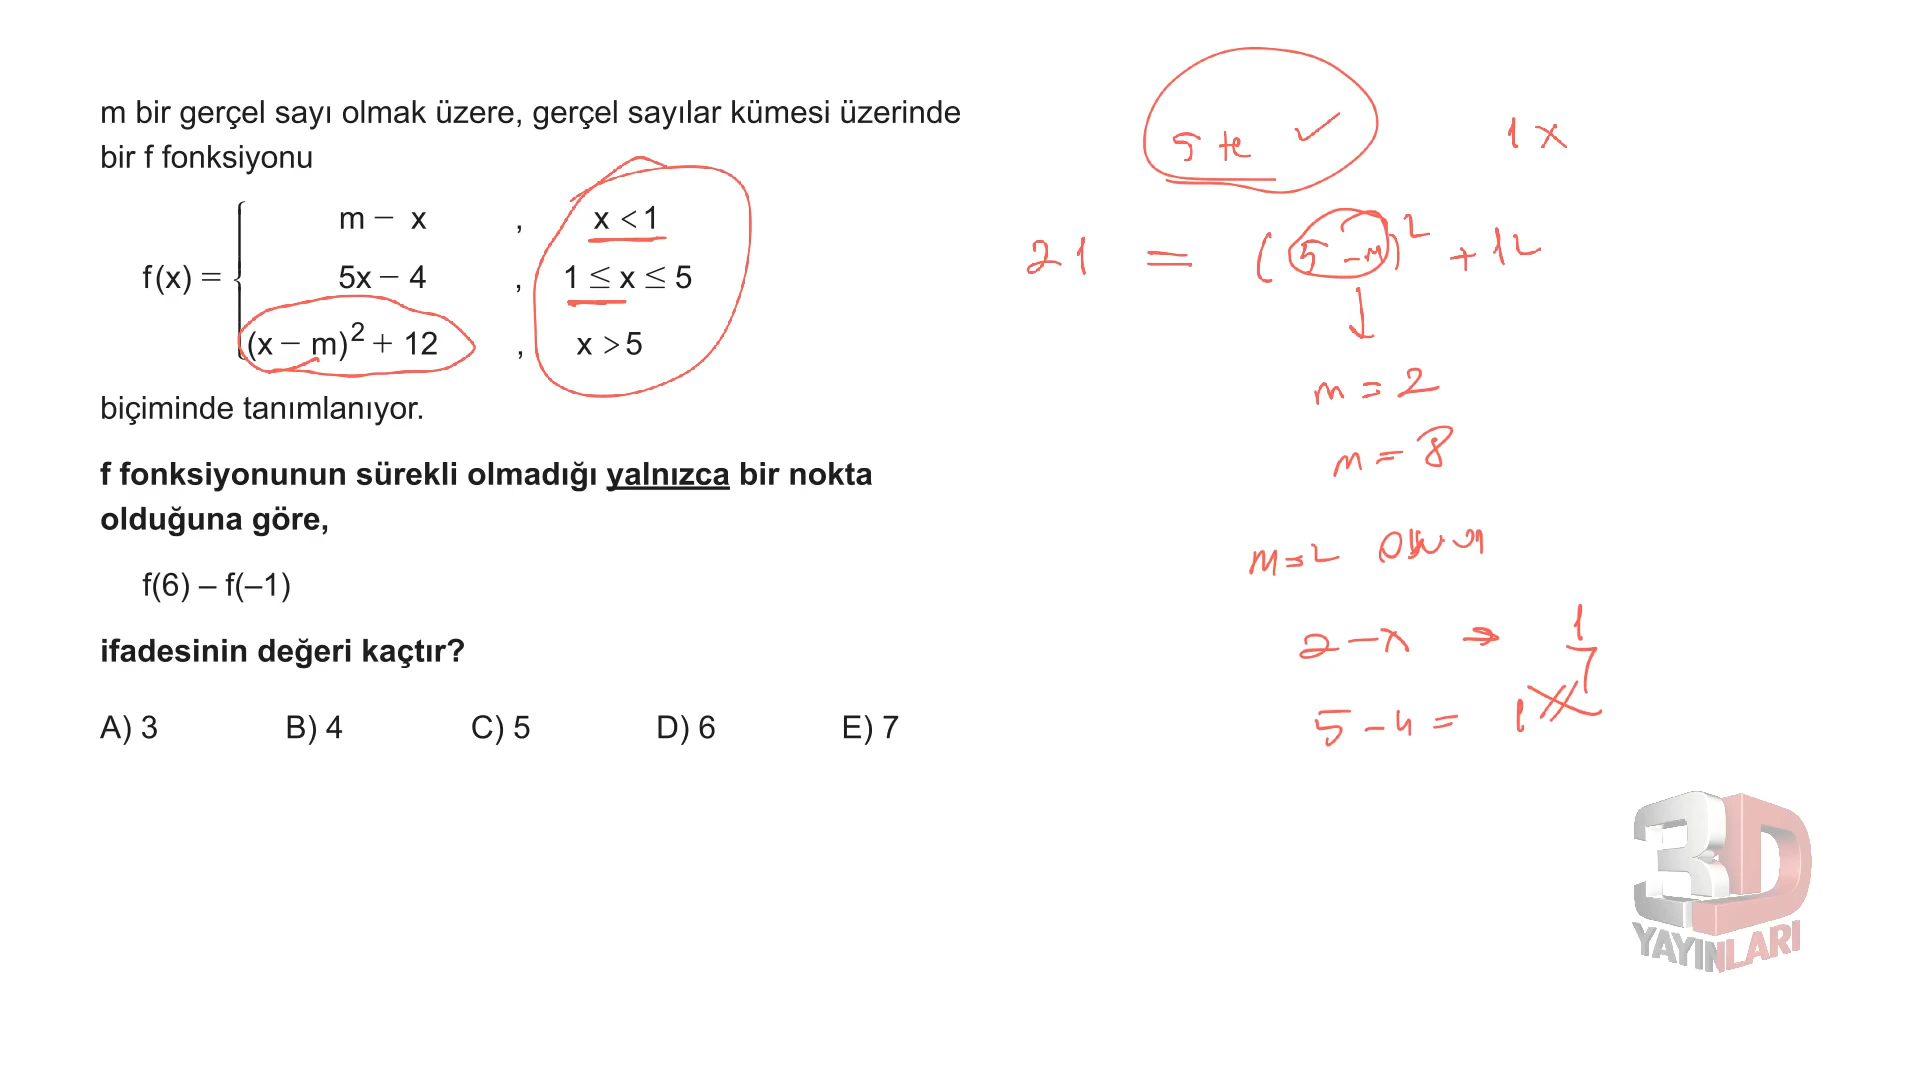 m bir gerçel sayı olmak üzere, gerçel sayılar kümesi üzerinde
bir f fonksiyonu
m − x , x < 1
f(x) = 5x − 4 , 1 ≤ x ≤ 5
(x − m)² + 12 , x > 5
biçiminde tanımlanıyor.
f fonksiyonunun sürekli olmadığı yalnızca bir nokta
olduğuna göre,
f(6) – f(–1)
ifadesinin değeri kaçtır?
A) 3 B) 4 C) 5 D) 6 E) 7
5 te ✓ 1 x
21 = (5 − m)² + 12
↓
m = 2
m = 8
m = 2 olsun
2 − x → 1
5 − 4 = 1
3D
YAYINLARI